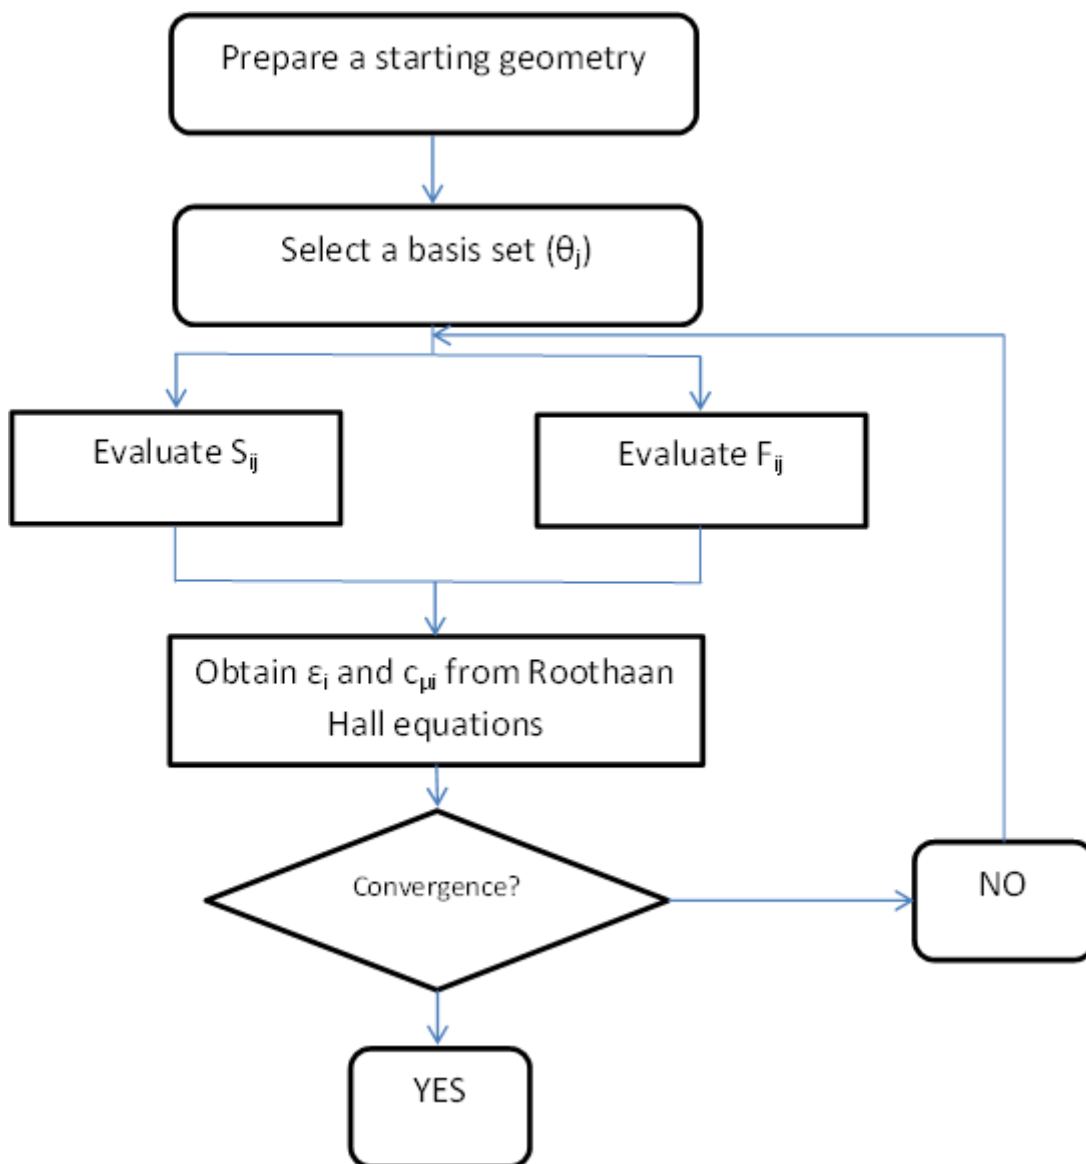 Prepare a starting geometry
Select a basis set (θⱼ)
Evaluate Sᵢⱼ
Evaluate Fᵢⱼ
Obtain εᵢ and c_μi from Roothaan
Hall equations
Convergence?
NO
YES